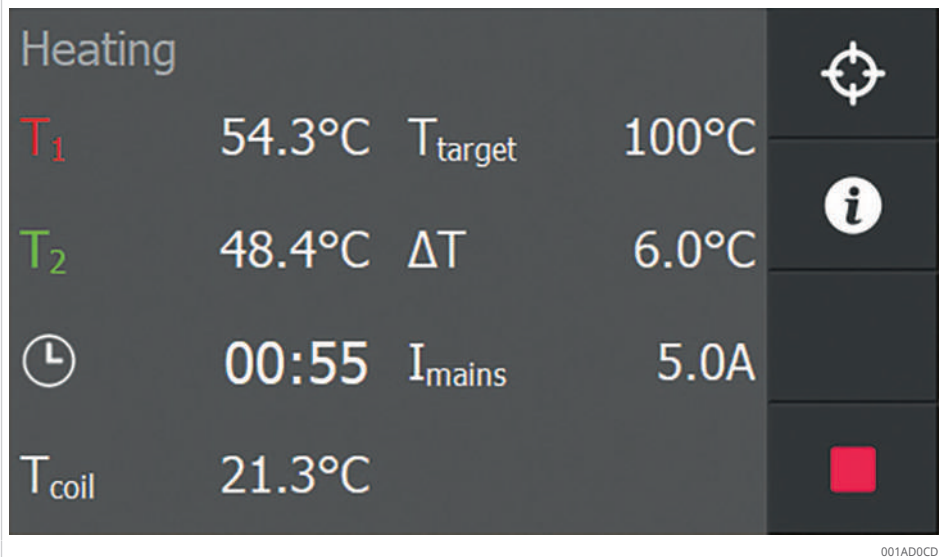 Heating
T1 54.3°C Ttarget 100°C
T2 48.4°C ΔT 6.0°C
00:55 Imains 5.0A
Tcoil 21.3°C
i
001AD0CD